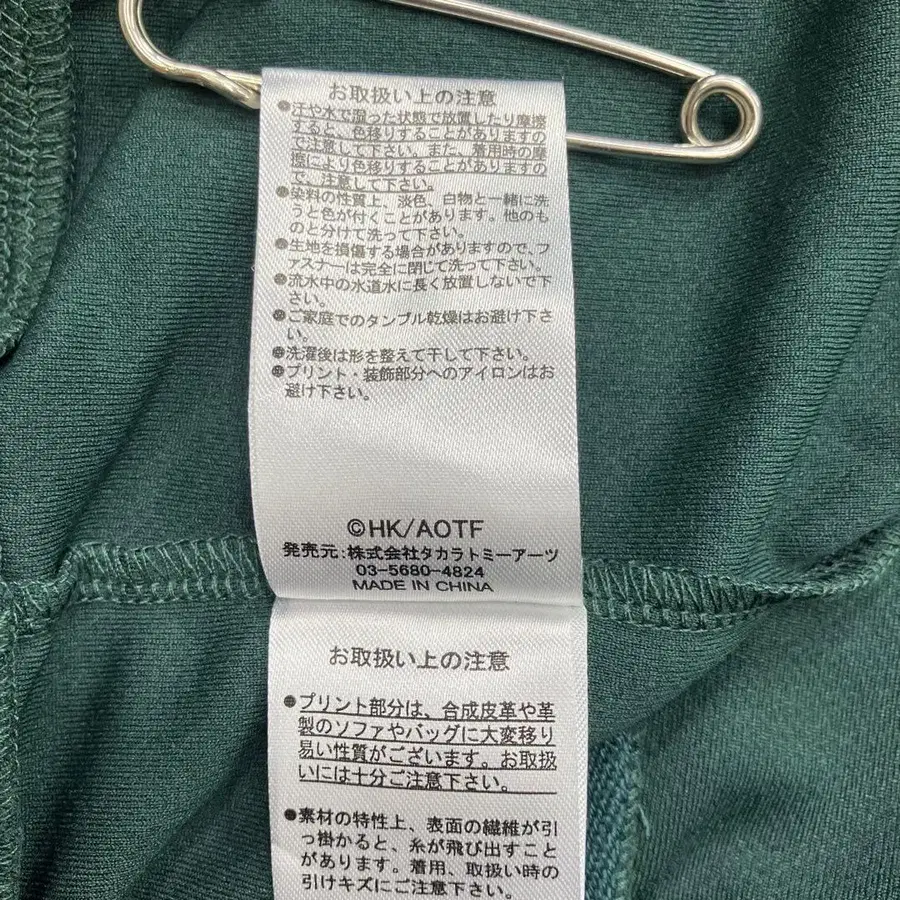 お取扱い上の注意
●汗や水で湿った状態で放置したり摩擦
すると、色移りすることがありますの
で注意して下さい。また、着用時の摩
擦により色移りすることがありますの
で、注意して下さい。
●染料の性質上、淡色、白物と一緒に洗
うと色が付くことがあります。他のも
のと分けて洗って下さい。
●生地を損傷する場合がありますので、フ
ァスナーは完全に閉じて洗って下さい。
●流水中の水道水に長く放置しないで下
さい。
●ご家庭でのタンブル乾燥はお避け下さ
い。
●洗濯後は形を整えて干して下さい。
●プリント・装飾部分へのアイロンはお
避け下さい。
©HK/AOTF
発売元:株式会社タカラトミーアーツ
03-5680-4824
MADE IN CHINA
お取扱い上の注意
●プリント部分は、合成皮革や革
製のソファやバッグに大変移り
易い性質がございます。お取扱
いには十分ご注意下さい。
●素材の特性上、表面の繊維が引
っ掛かると、糸が飛び出すこと
があります。着用、取扱い時の
引けキズにご注意下さい。